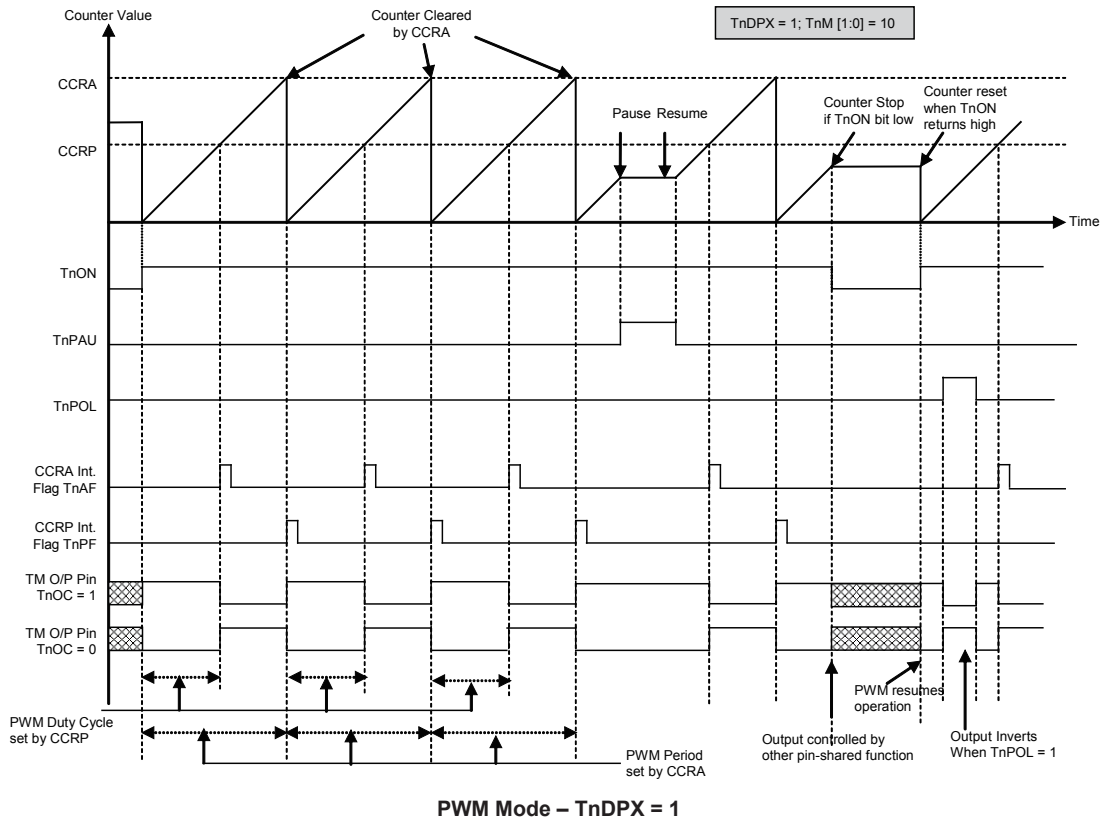 Counter Value
Counter Cleared
by CCRA
TnDPX = 1; TnM [1:0] = 10
CCRA
CCRP
Pause Resume
Counter Stop
if TnON bit low
Counter reset
when TnON
returns high
Time
TnON
TnPAU
TnPOL
CCRA Int.
Flag TnAF
CCRP Int.
Flag TnPF
TM O/P Pin
TnOC = 1
TM O/P Pin
TnOC = 0
PWM Duty Cycle
set by CCRP
PWM Period
set by CCRA
Output controlled by
other pin-shared function
PWM resumes
operation
Output Inverts
When TnPOL = 1
PWM Mode – TnDPX = 1